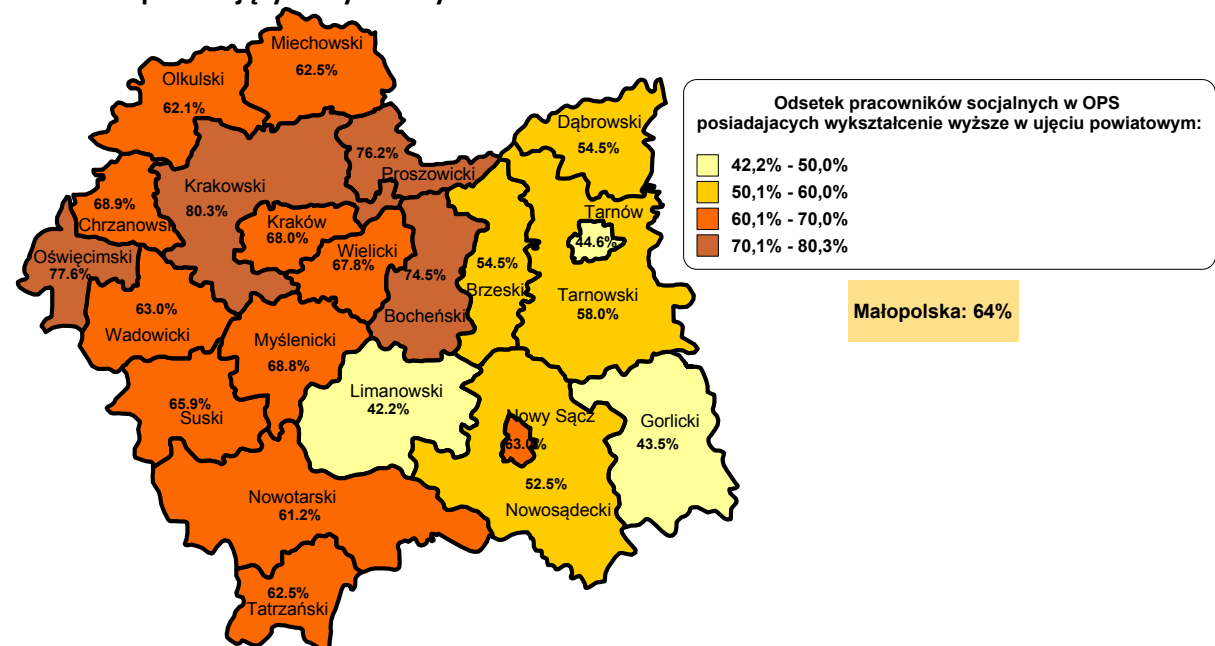 Miechowski
62.5%
Olkulski
62.1%
Dąbrowski
54.5%
76.2%
Proszowicki
Krakowski
80.3%
68.9%
Chrzanowski
Kraków
68.0%
Tarnów
44.6%
Oświęcimski
77.6%
Wielicki
67.8%
74.5%
Bocheński
54.5%
Brzeski
Tarnowski
58.0%
63.0%
Wadowicki
Myślenicki
68.8%
Limanowski
42.2%
65.9%
Suski
Nowy Sącz
63.0%
Gorlicki
43.5%
52.5%
Nowosądecki
Nowotarski
61.2%
62.5%
Tatrzański
Odsetek pracowników socjalnych w OPS
posiadajacych wykształcenie wyższe w ujęciu powiatowym:
42,2% - 50,0%
50,1% - 60,0%
60,1% - 70,0%
70,1% - 80,3%
Małopolska: 64%